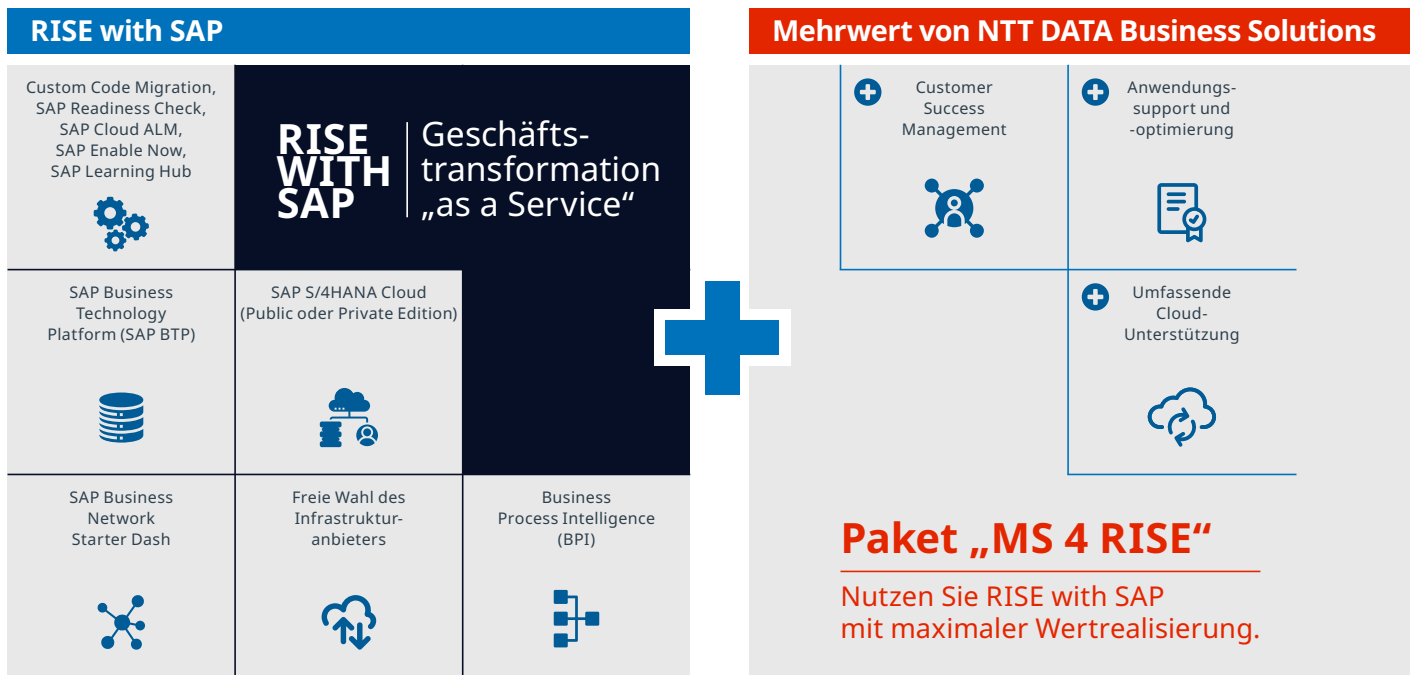 RISE with SAP
Mehrwert von NTT DATA Business Solutions
Custom Code Migration,
SAP Readiness Check,
SAP Cloud ALM,
SAP Enable Now,
SAP Learning Hub
RISE
WITH
SAP
Geschäfts-
transformation
„as a Service“
SAP Business
Technology
Platform (SAP BTP)
SAP S/4HANA Cloud
(Public oder Private Edition)
SAP Business
Network
Starter Dash
Freie Wahl des
Infrastruktur-
anbieters
Business
Process Intelligence
(BPI)
Customer
Success
Management
Anwendungs-
support und
-optimierung
Umfassende
Cloud-
Unterstützung
Paket „MS 4 RISE“
Nutzen Sie RISE with SAP
mit maximaler Wertrealisierung.